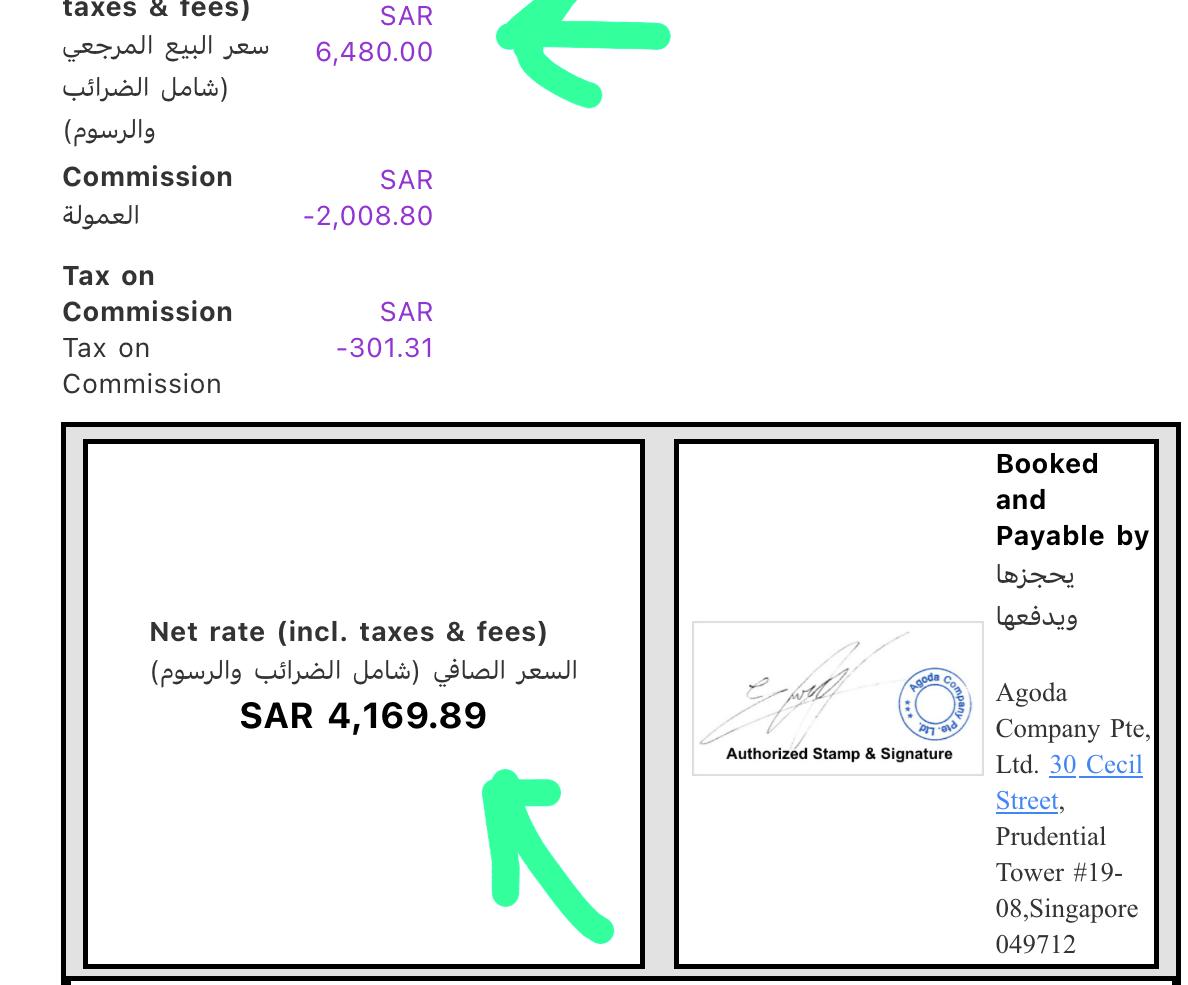 taxes & fees)
SAR
سعر البيع المرجعي
6,480.00
(شامل الضرائب
والرسوم)
Commission
SAR
العمولة
-2,008.80
Tax on
Commission
SAR
Tax on
-301.31
Commission
Net rate (incl. taxes & fees)
السعر الصافي (شامل الضرائب والرسوم)
SAR 4,169.89
Agoda Company Pte. Ltd.
Authorized Stamp & Signature
Booked
and
Payable by
يحجزها
ويدفعها
Agoda
Company Pte,
Ltd. 30 Cecil
Street,
Prudential
Tower #19-
08,Singapore
049712